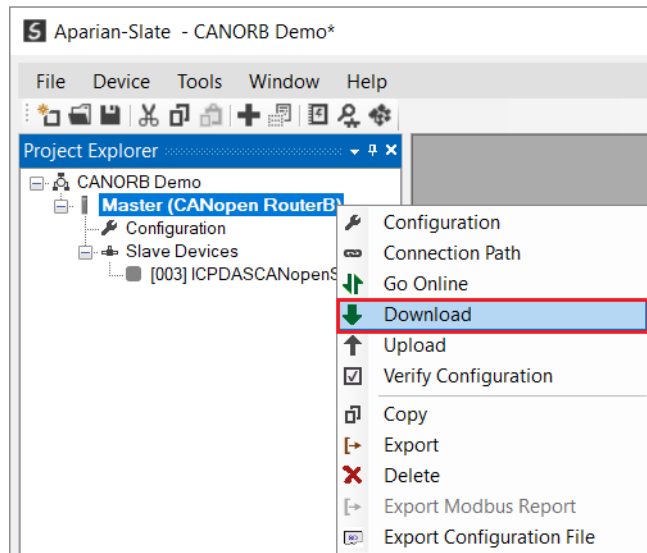 Aparian-Slate - CANORB Demo*
File Device Tools Window Help
Project Explorer
CANORB Demo
Master (CANopen RouterB)
Configuration
Slave Devices
[003] ICPDASCANopenS
Configuration
Connection Path
Go Online
Download
Upload
Verify Configuration
Copy
Export
Delete
Export Modbus Report
Export Configuration File